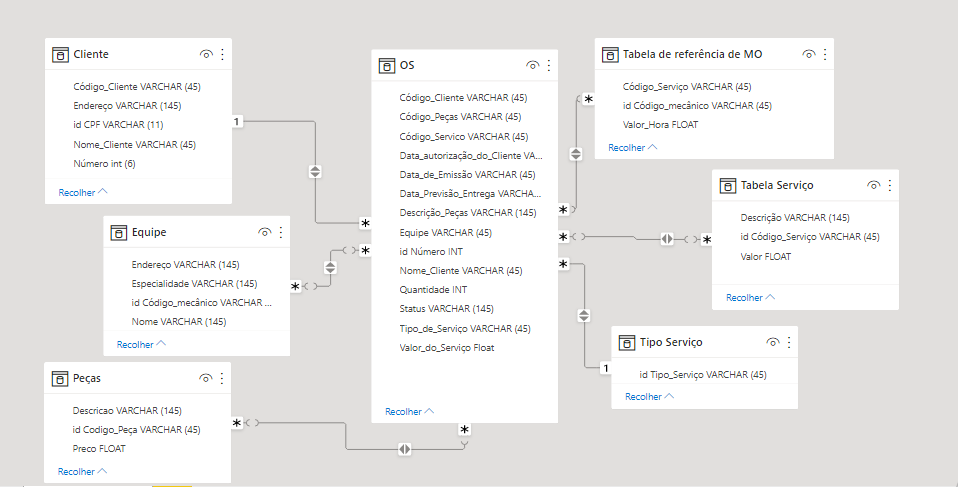 Cliente
Código_Cliente VARCHAR (45)
Endereço VARCHAR (145)
id CPF VARCHAR (11)
Nome_Cliente VARCHAR (45)
Número int (6)
Recolher
1
*
Equipe
Endereço VARCHAR (145)
Especialidade VARCHAR (145)
id Código_mecânico VARCHAR ...
Nome VARCHAR (145)
Recolher
*
*
Peças
Descricao VARCHAR (145)
id Codigo_Peça VARCHAR (45)
Preco FLOAT
Recolher
*
*
OS
Código_Cliente VARCHAR (45)
Código_Peças VARCHAR (45)
Código_Servico VARCHAR (45)
Data_autorização_do_Cliente VA...
Data_de_Emissão VARCHAR (45)
Data_Previsão_Entrega VARCHA...
Descrição_Peças VARCHAR (145)
Equipe VARCHAR (45)
id Número INT
Nome_Cliente VARCHAR (45)
Quantidade INT
Status VARCHAR (145)
Tipo_de_Serviço VARCHAR (45)
Valor_do_Serviço Float
Recolher
*
*
*
Tabela de referência de MO
Código_Serviço VARCHAR (45)
id Código_mecânico VARCHAR (45)
Valor_Hora FLOAT
Recolher
*
Tabela Serviço
Descrição VARCHAR (145)
id Código_Serviço VARCHAR (45)
Valor FLOAT
Recolher
*
Tipo Serviço
id Tipo_Serviço VARCHAR (45)
Recolher
1